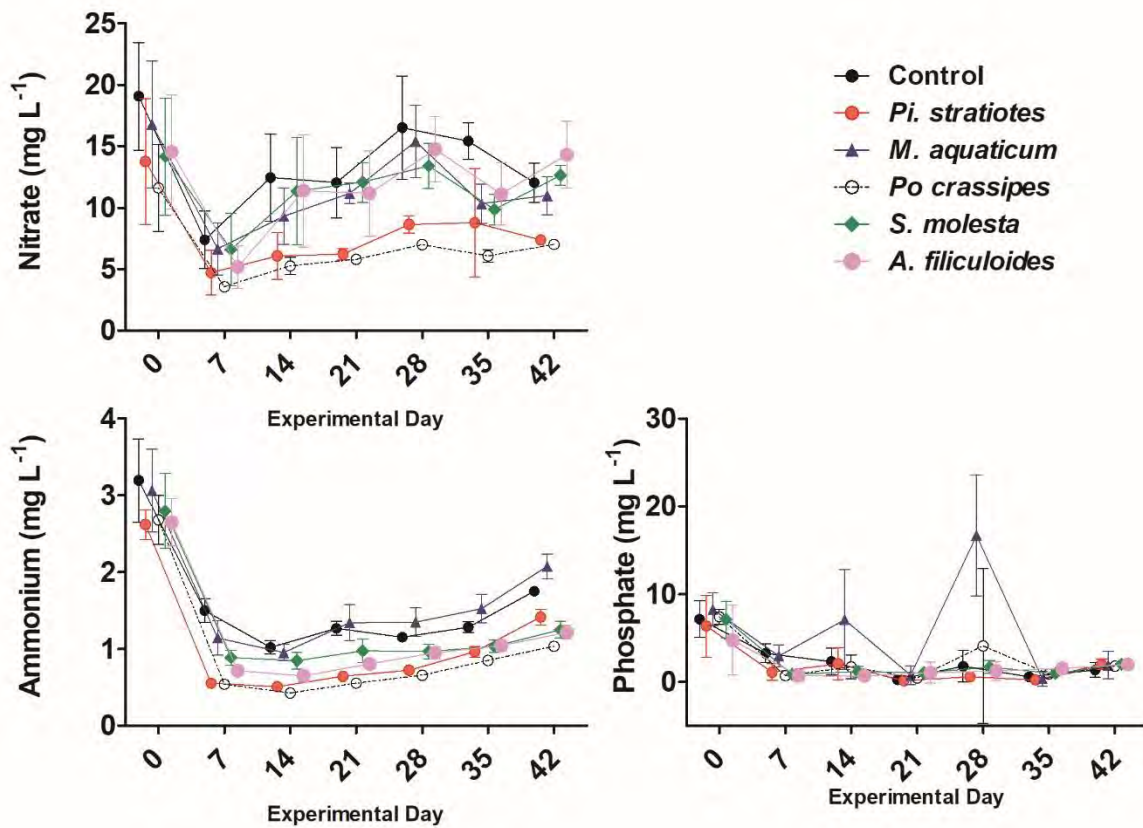 Nitrate (mg L-1)
25
20
15
10
5
0
0 7 14 21 28 35 42
Experimental Day
Control
Pi. stratiotes
M. aquaticum
Po crassipes
S. molesta
A. filiculoides
Ammonium (mg L-1)
4
3
2
1
0
0 7 14 21 28 35 42
Experimental Day
Phosphate (mg L-1)
30
20
10
0
0 7 14 21 28 35 42
Experimental Day